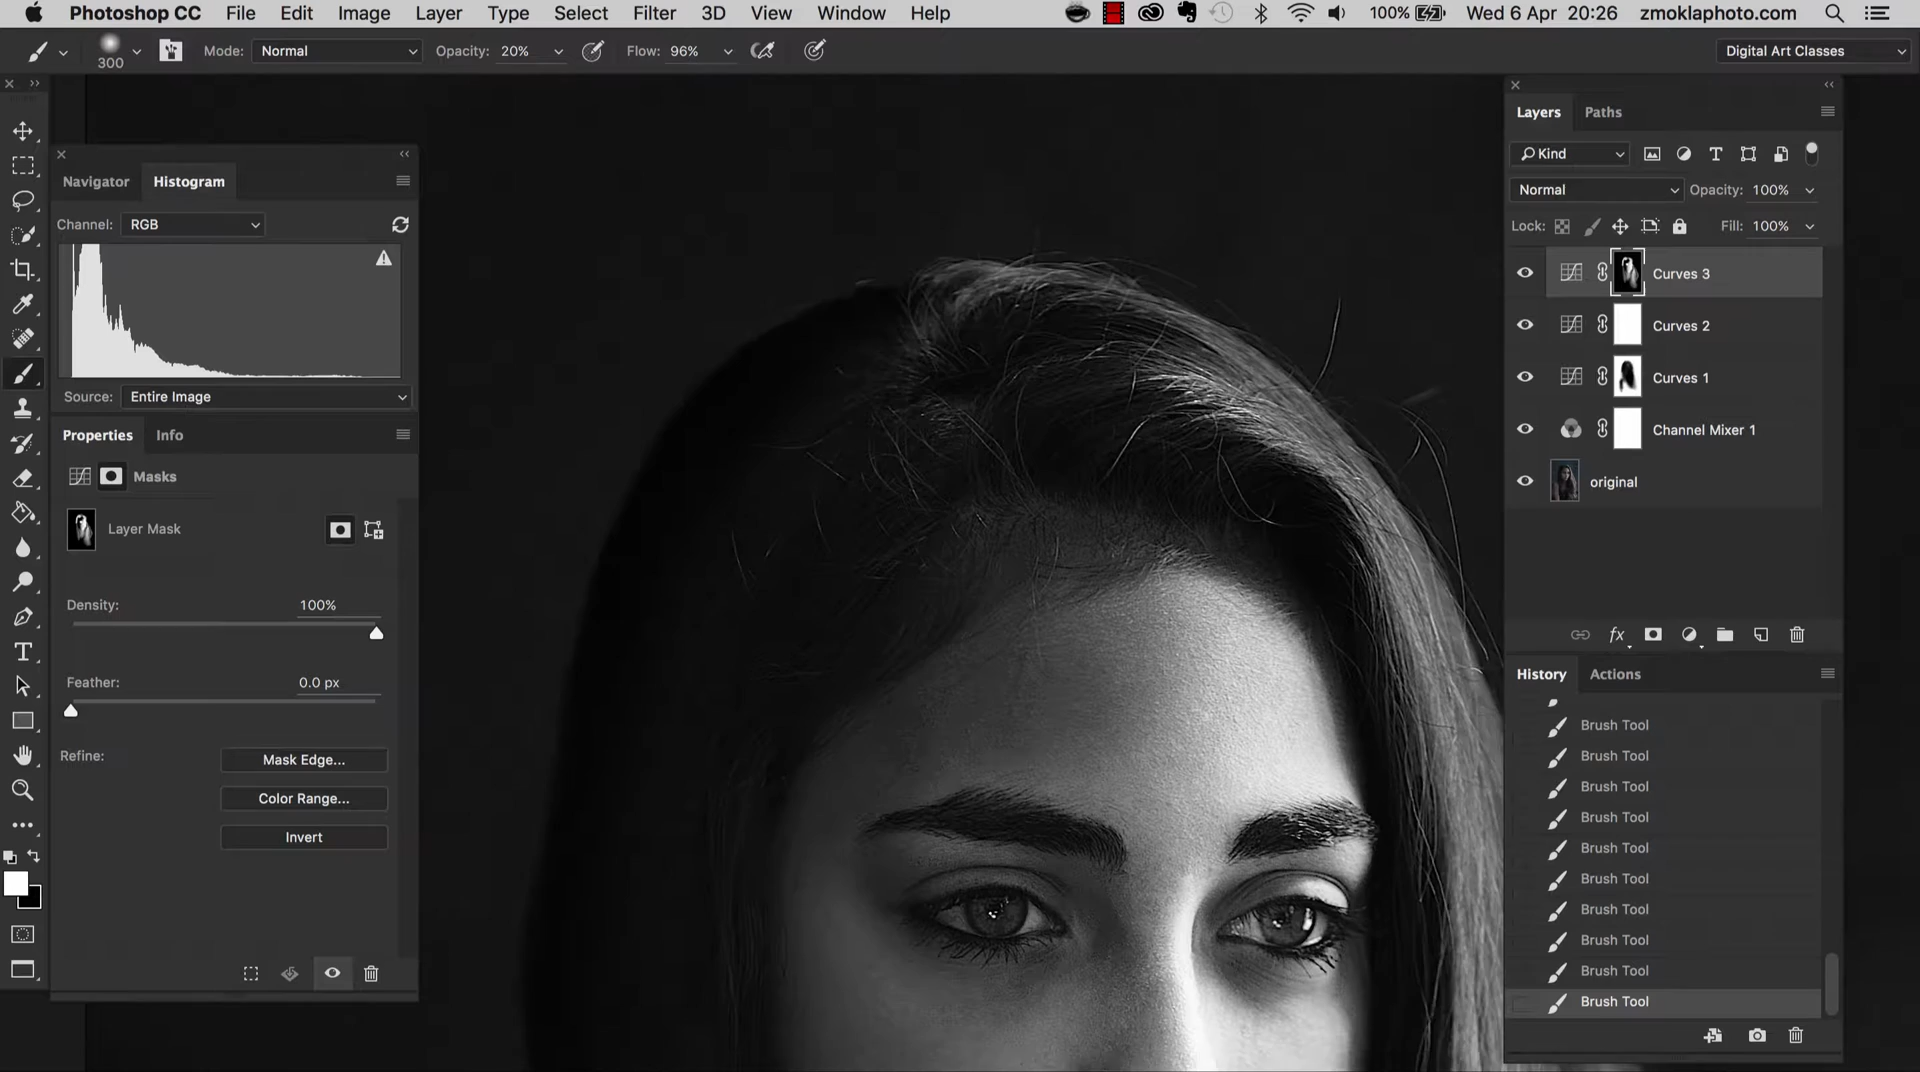 Photoshop CC File Edit Image Layer Type Select Filter 3D View Window Help 100% Wed 6 Apr 20:26 zmoklaphoto.com
300 Mode: Normal Opacity: 20% Flow: 96% Digital Art Classes
Navigator Histogram
Channel: RGB
Source: Entire Image
Properties Info
Masks
Layer Mask
Density: 100%
Feather: 0.0 px
Refine: Mask Edge...
Color Range...
Invert
Layers Paths
Kind
Normal Opacity: 100%
Lock: Fill: 100%
Curves 3
Curves 2
Curves 1
Channel Mixer 1
original
fx
History Actions
Brush Tool
Brush Tool
Brush Tool
Brush Tool
Brush Tool
Brush Tool
Brush Tool
Brush Tool
Brush Tool
Brush Tool